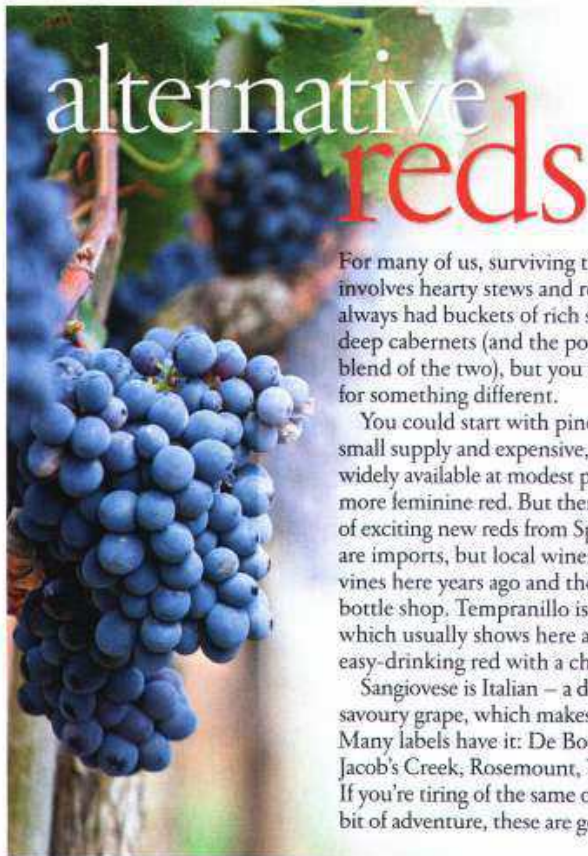 alternative
reds
For many of us, surviving
involves hearty stews and
always had buckets of rich
deep cabernets (and the
blend of the two), but you
for something different.
You could start with
small supply and expensive,
widely available at modest
more feminine red. But
of exciting new reds from
are imports, but local
vines here years ago and
bottle shop. Tempranillo is
which usually shows here
easy-drinking red with a
Sangiovese is Italian – a
savoury grape, which makes
Many labels have it: De
Jacob's Creek, Rosemount,
If you're tiring of the same
bit of adventure, these are